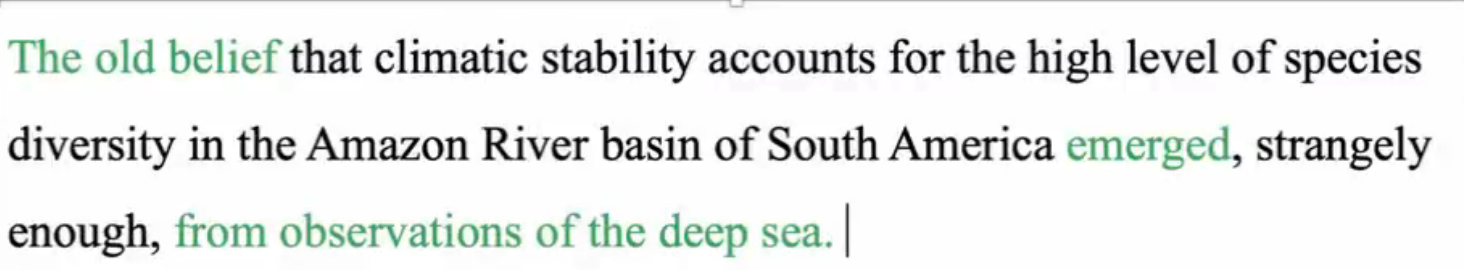 The old belief that climatic stability accounts for the high level of species
diversity in the Amazon River basin of South America emerged, strangely
enough, from observations of the deep sea.